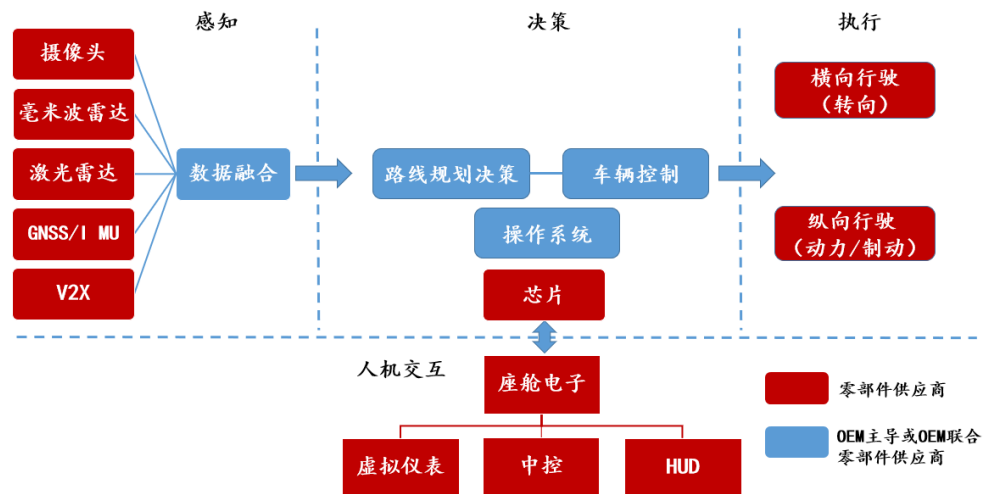 感知
决策
执行
摄像头
毫米波雷达
激光雷达
GNSS/I MU
V2X
数据融合
路线规划决策
车辆控制
操作系统
芯片
横向行驶
（转向）
纵向行驶
（动力/制动）
人机交互
座舱电子
虚拟仪表
中控
HUD
零部件供应商
OEM主导或OEM联合
零部件供应商